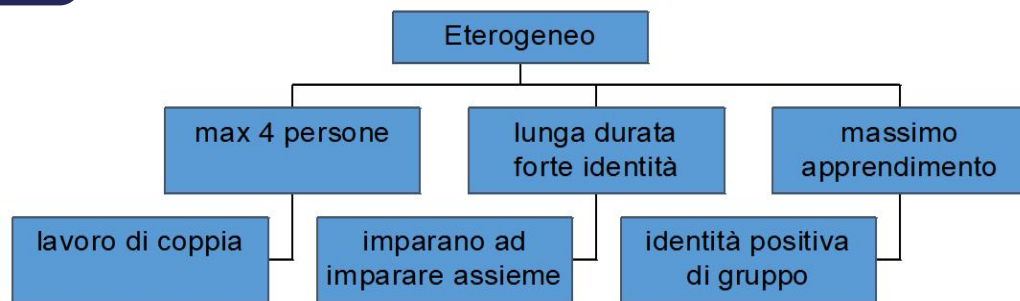 Eterogeneo
max 4 persone
lunga durata
forte identità
massimo
apprendimento
lavoro di coppia
imparano ad
imparare assieme
identità positiva
di gruppo